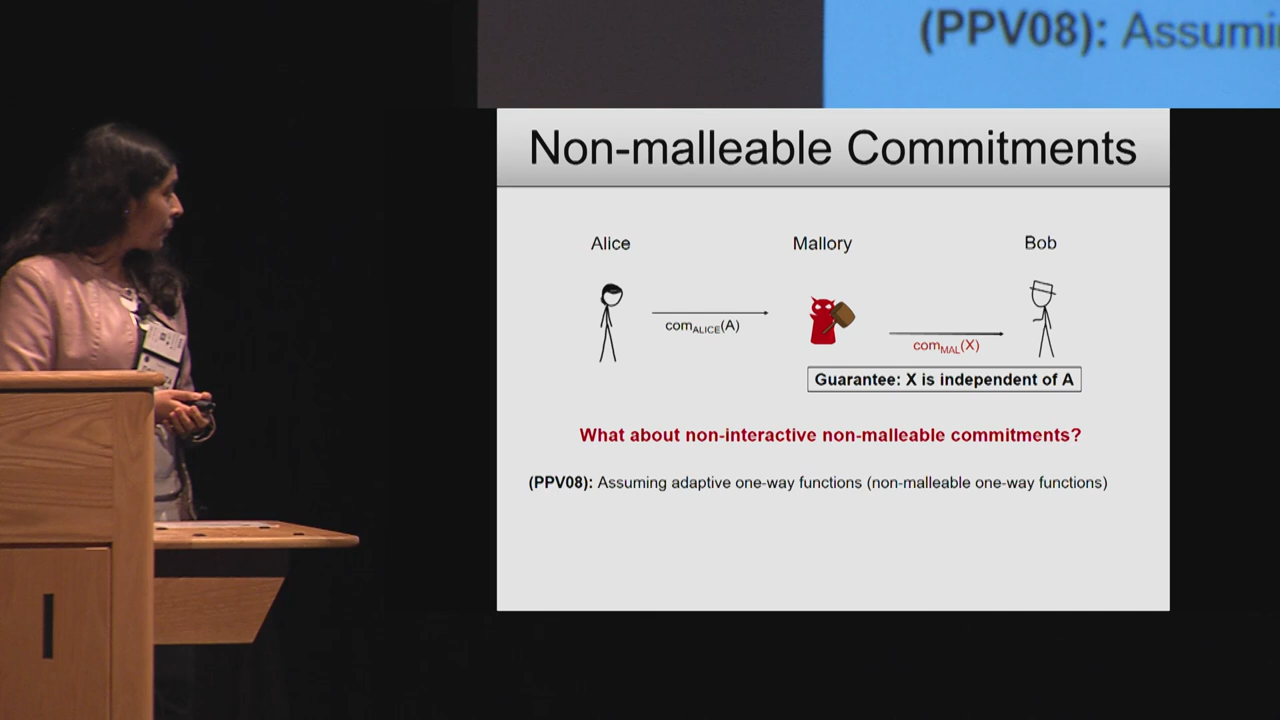 (PPV08): Assumi
Non-malleable Commitments
Alice
Mallory
Bob
comALICE(A)
comMAL(X)
Guarantee: X is independent of A
What about non-interactive non-malleable commitments?
(PPV08): Assuming adaptive one-way functions (non-malleable one-way functions)